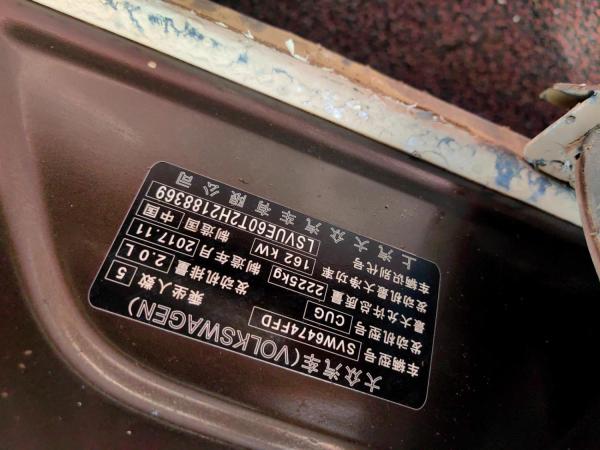 大众汽车(VOLKSWAGEN)
车辆型号 SVW6474FFD 乘坐人数 5
发动机型号 CUG 发动机排量 2.0 L
最大允许总质量 2225kg 制造年月 2017.11
发动机最大净功率 162 kW 制造国 中国
车辆识别代号 LSVUE60T2H2188369
上汽大众汽车有限公司